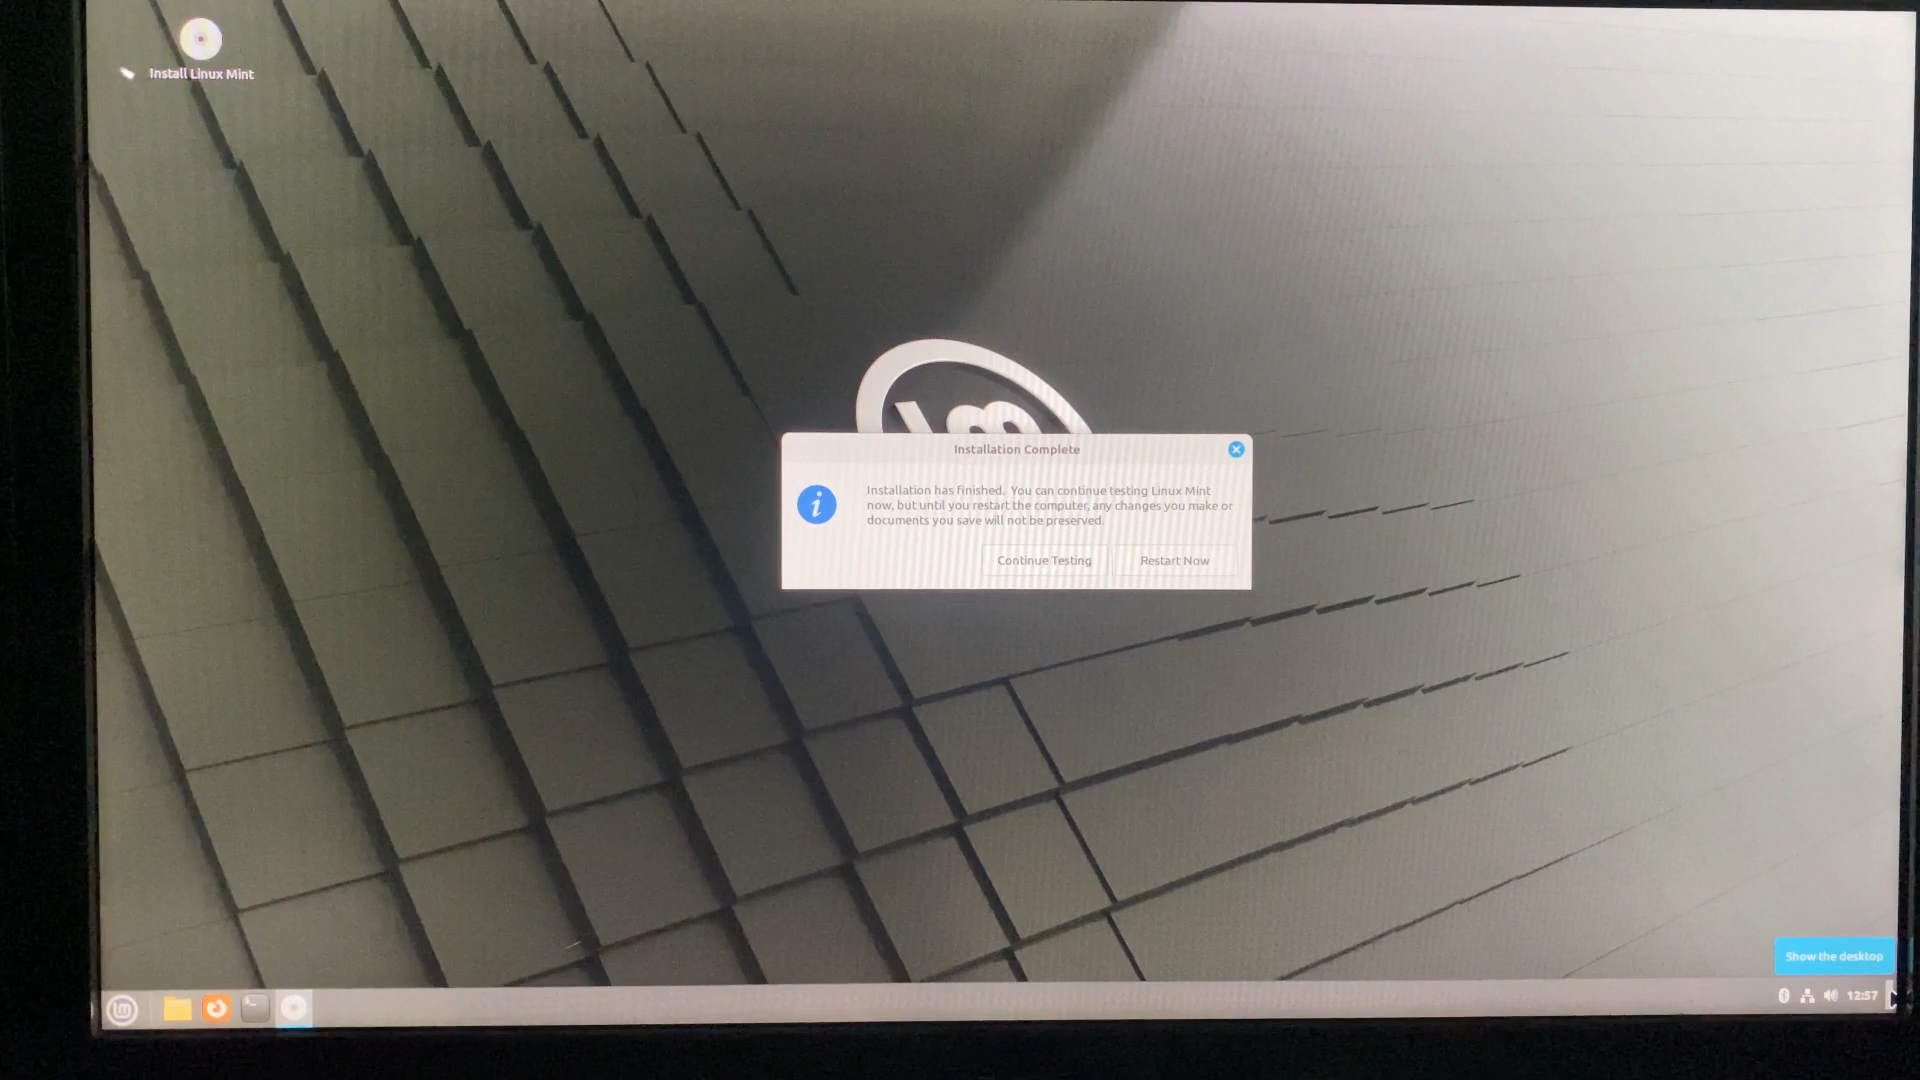 Install Linux Mint
lm
Installation Complete
Installation has finished. You can continue testing Linux Mint
now, but until you restart the computer, any changes you make or
documents you save will not be preserved.
Continue Testing
Restart Now
Show the desktop
lm
12:57